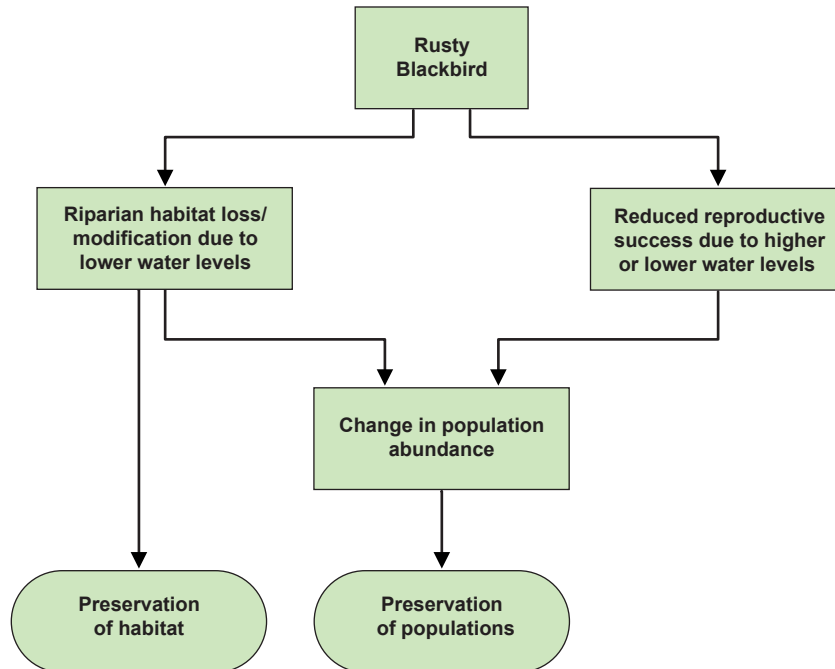 Rusty
Blackbird
Riparian habitat loss/
modification due to
lower water levels
Reduced reproductive
success due to higher
or lower water levels
Change in population
abundance
Preservation
of habitat
Preservation
of populations